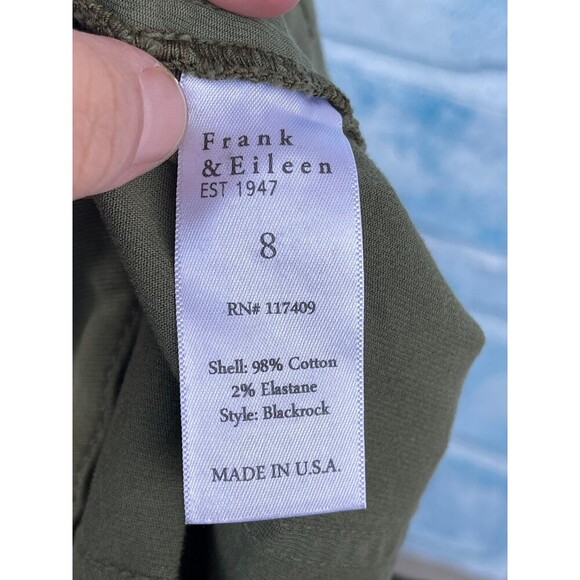 Frank
& Eileen
EST 1947
8
RN# 117409
Shell: 98% Cotton
2% Elastane
Style: Blackrock
MADE IN U.S.A.